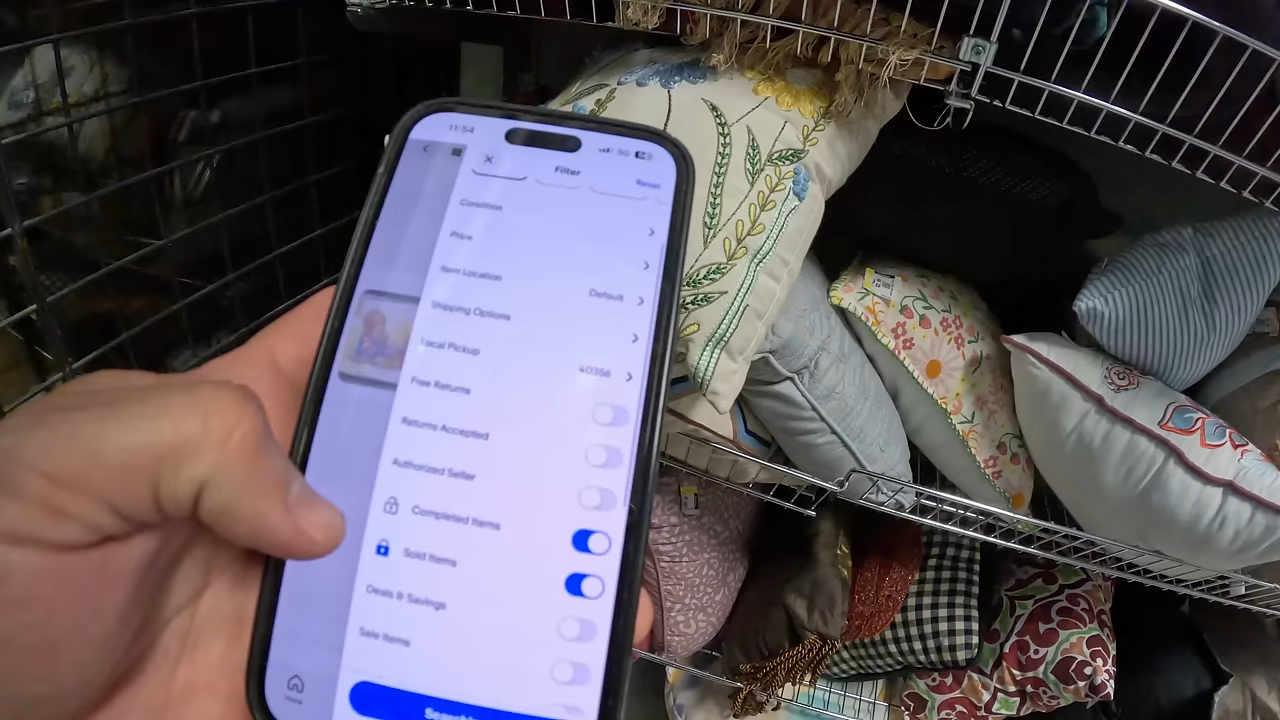 11:54
5G
Filter
Reset
Condition
Price
Item Location
Default
Shipping Options
Local Pickup
40356
Free Returns
Returns Accepted
Authorized Seller
Completed Items
Sold Items
Deals & Savings
Sale Items